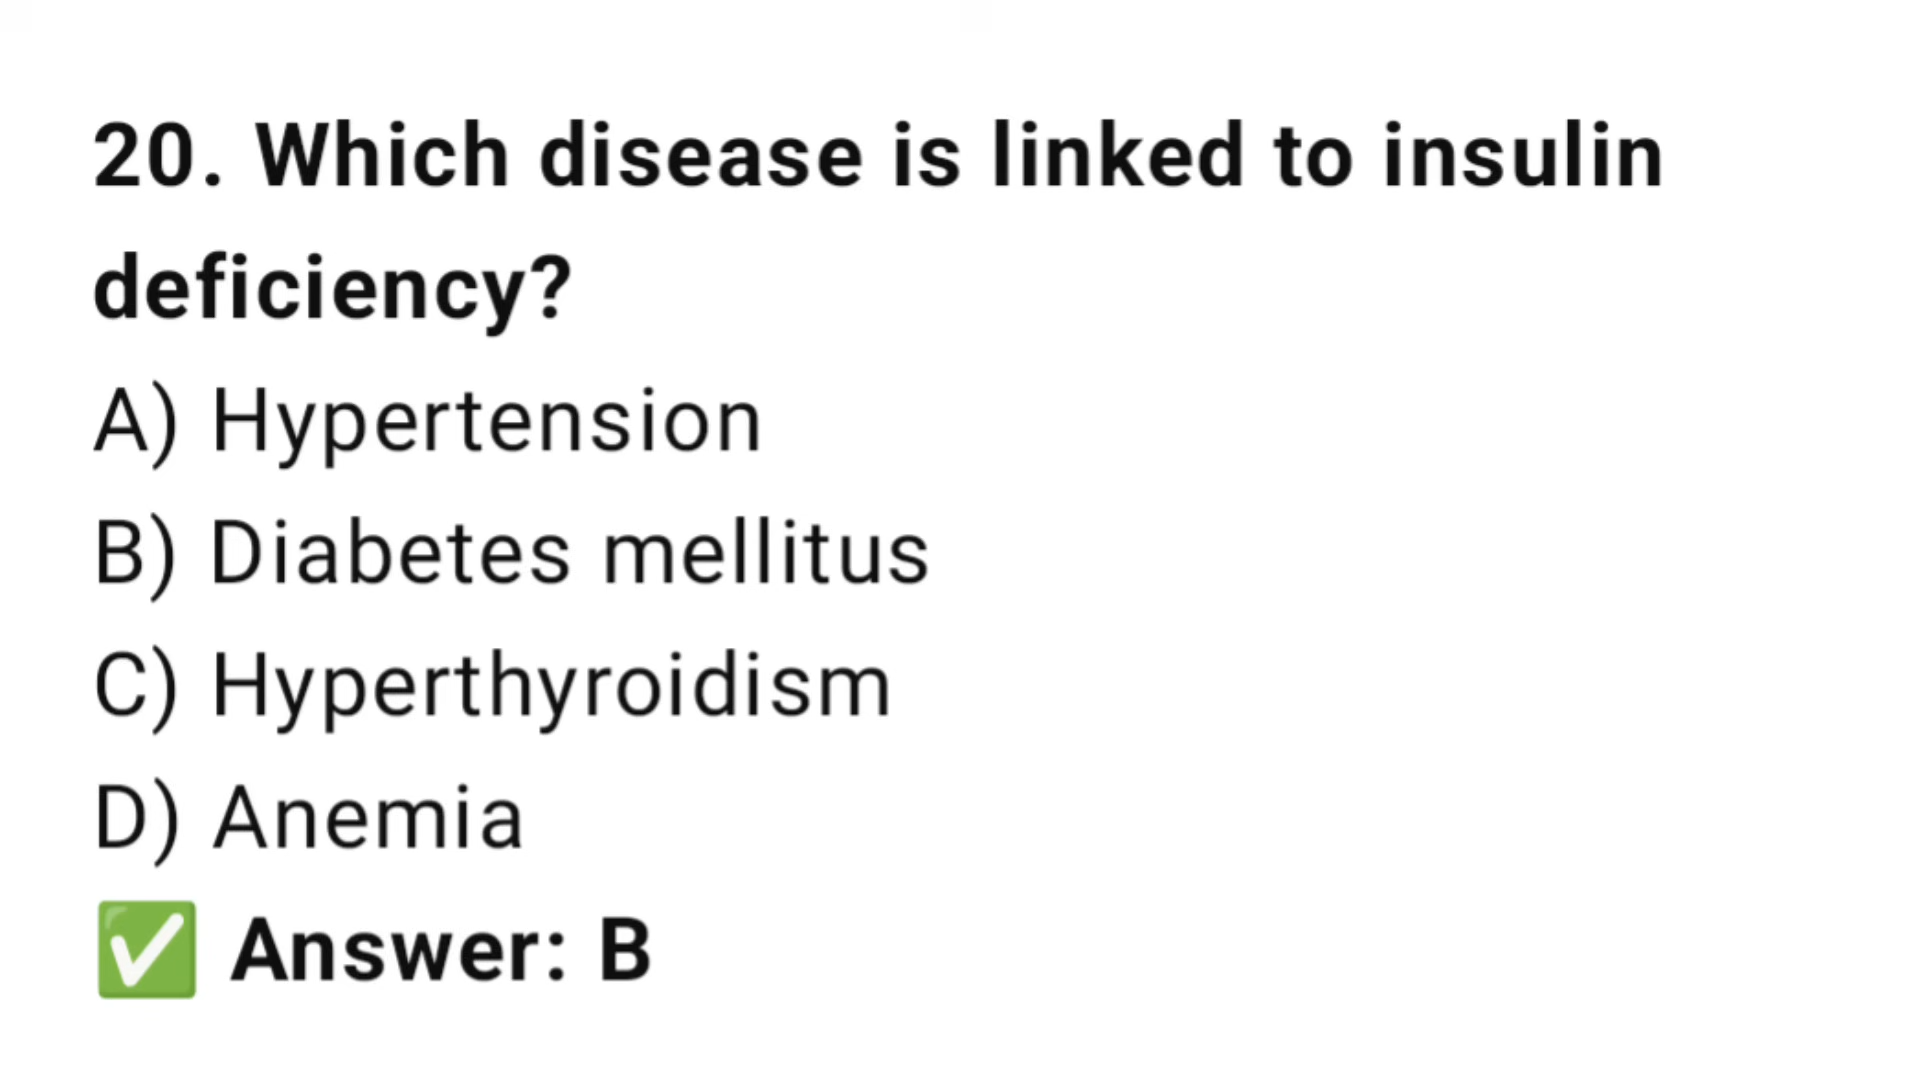 20. Which disease is linked to insulin
deficiency?
A) Hypertension
B) Diabetes mellitus
C) Hyperthyroidism
D) Anemia
✅ Answer: B